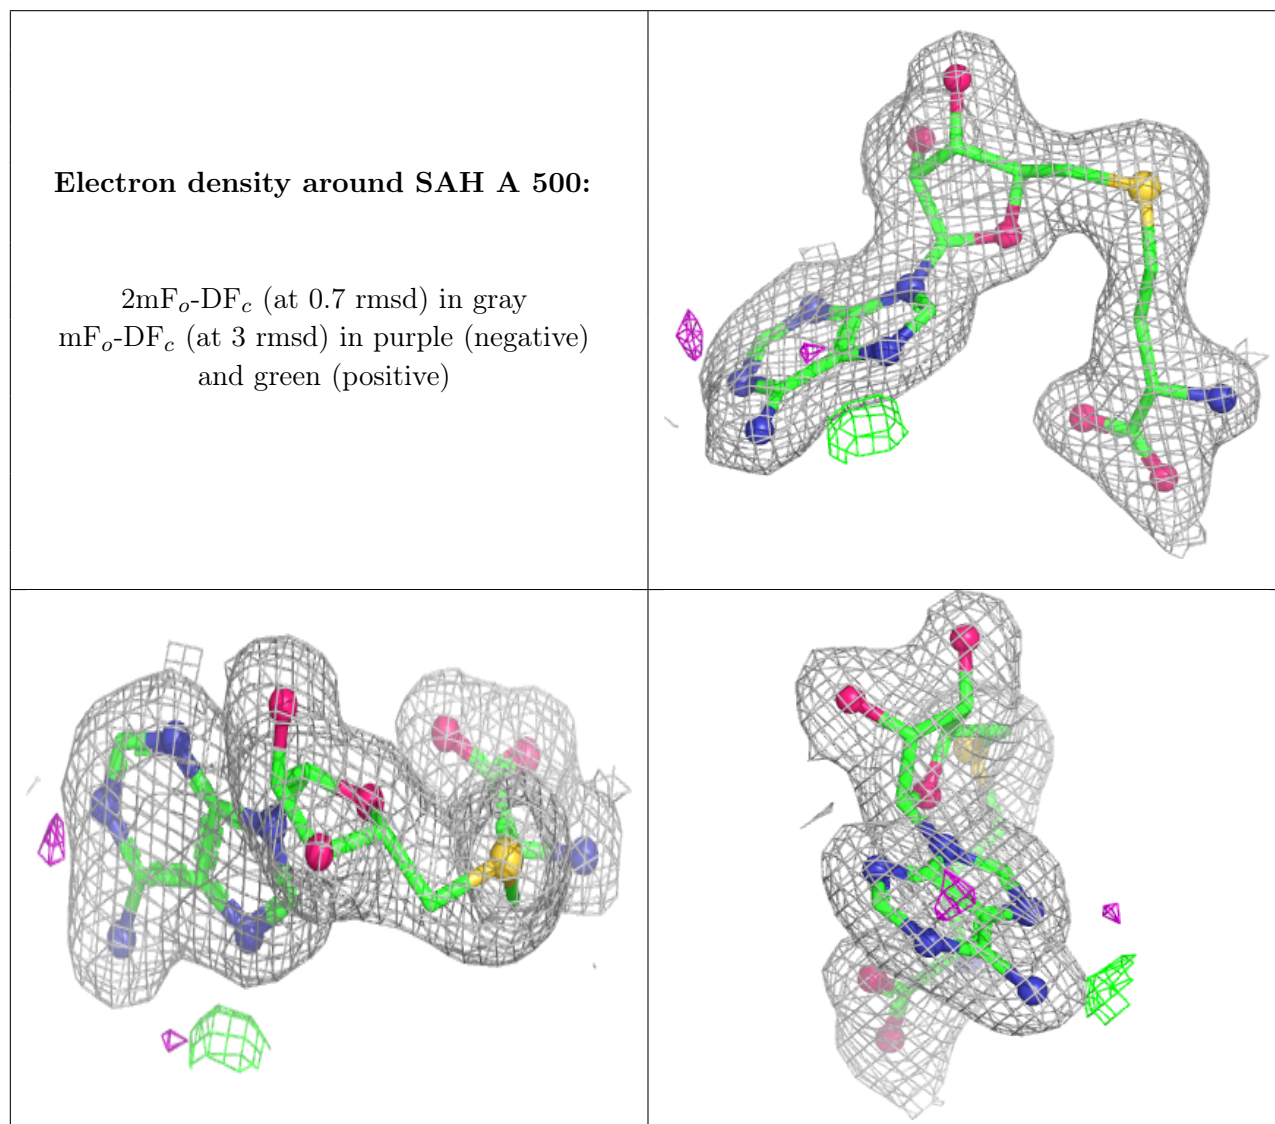 Electron density around SAH A 500:
2mFo-DFc (at 0.7 rmsd) in gray
mFo-DFc (at 3 rmsd) in purple (negative)
and green (positive)